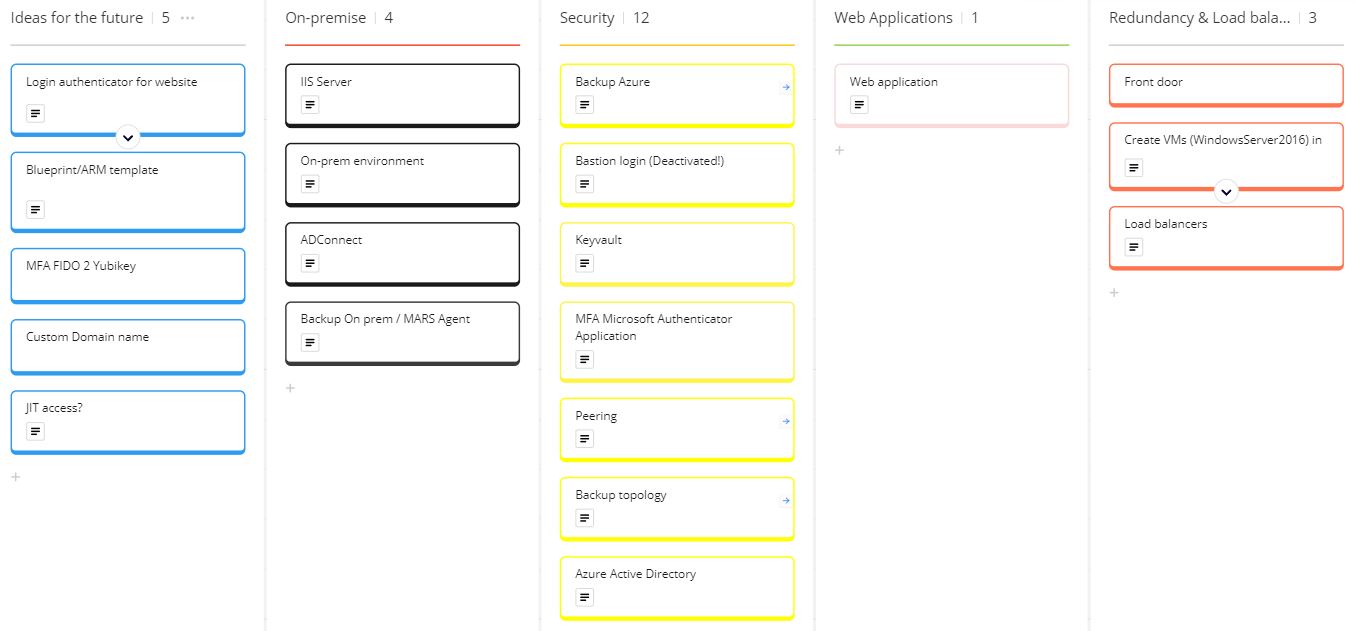 Ideas for the future 5
Login authenticator for website
Blueprint/ARM template
MFA FIDO 2 Yubikey
Custom Domain name
JIT access?
On-premise 4
IIS Server
On-prem environment
ADConnect
Backup On prem / MARS Agent
Security 12
Backup Azure
Bastion login (Deactivated!)
Keyvault
MFA Microsoft Authenticator
Application
Peering
Backup topology
Azure Active Directory
Web Applications 1
Web application
Redundancy & Load bala... 3
Front door
Create VMs (WindowsServer2016) in
Load balancers